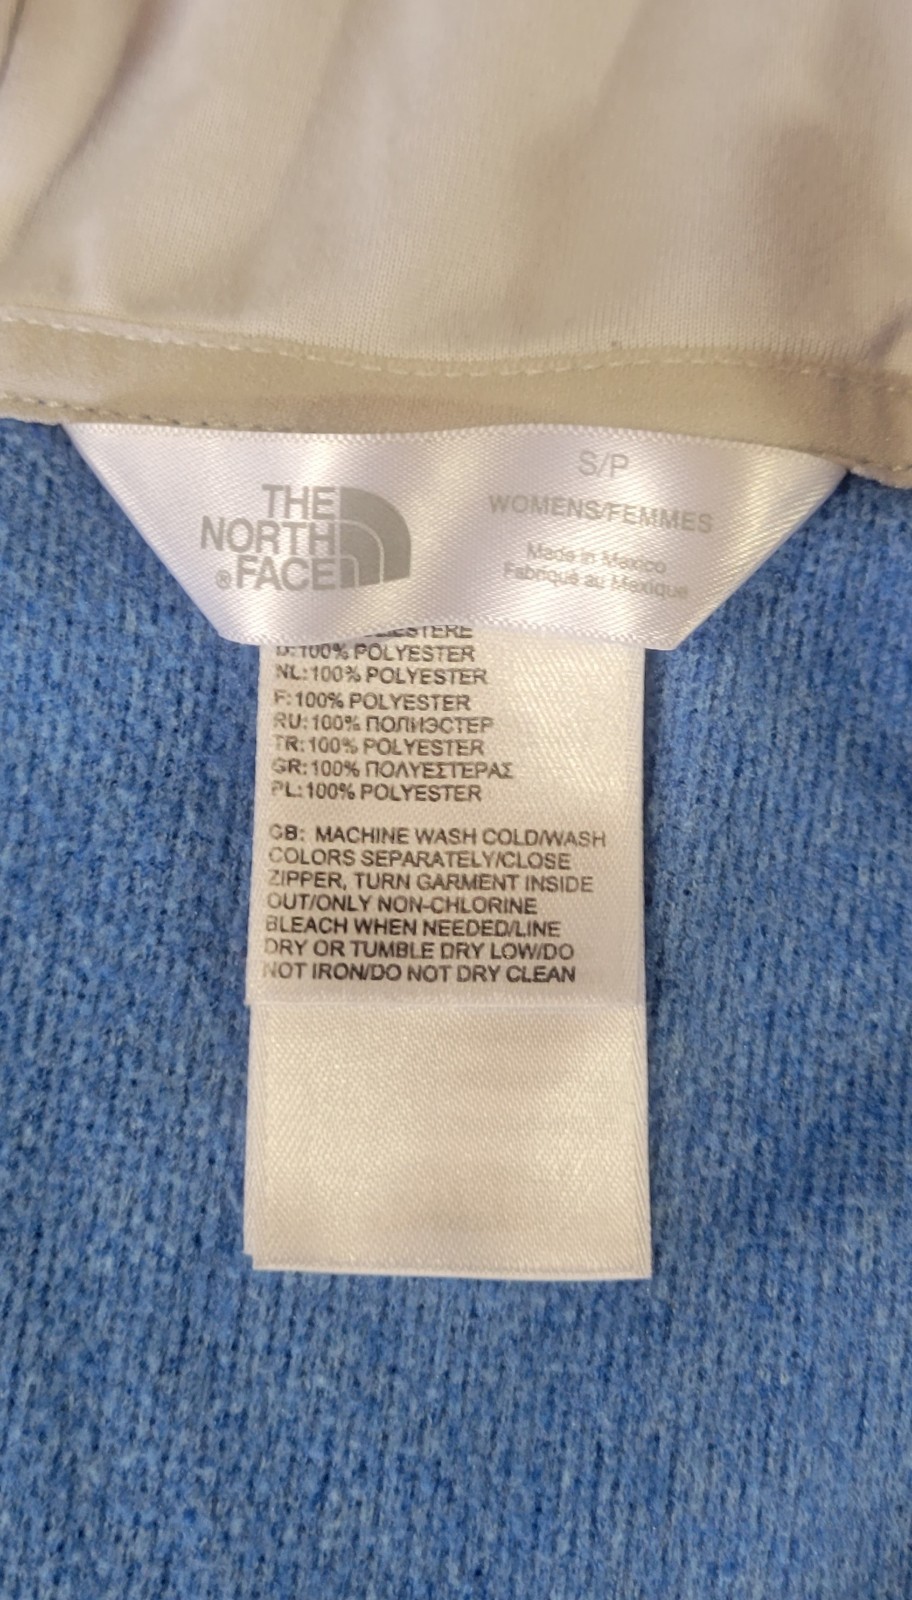 THE
NORTH
®FACE
S/P
WOMENS/FEMMES
Made in Mexico
Fabriqué au Mexique
D:100% POLYESTER
NL:100% POLYESTER
F:100% POLYESTER
RU:100% ПОЛИЭСТЕР
TR:100% POLYESTER
GR:100% ΠΟΛΥΕΣΤΕΡΑΣ
PL:100% POLYESTER
GB: MACHINE WASH COLD/WASH
COLORS SEPARATELY/CLOSE
ZIPPER, TURN GARMENT INSIDE
OUT/ONLY NON-CHLORINE
BLEACH WHEN NEEDED/LINE
DRY OR TUMBLE DRY LOW/DO
NOT IRON/DO NOT DRY CLEAN